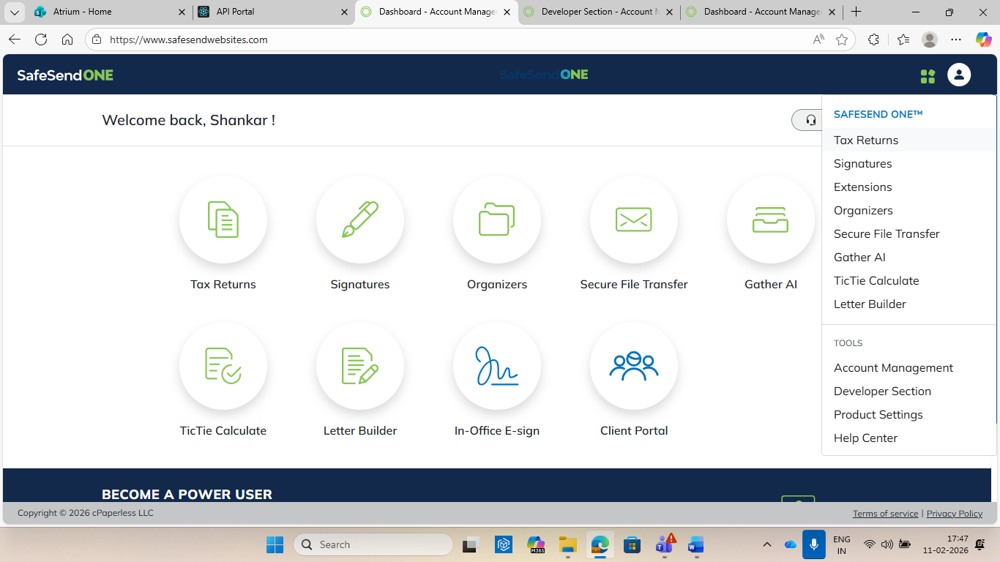 Atrium - Home
API Portal
Dashboard - Account Manage
Developer Section - Account M
Dashboard - Account Manage
https://www.safesendwebsites.com
SafeSendONE
SafeSendONE
Welcome back, Shankar !
SAFESEND ONE™
Tax Returns
Signatures
Extensions
Organizers
Secure File Transfer
Gather AI
TicTie Calculate
Letter Builder
TOOLS
Account Management
Developer Section
Product Settings
Help Center
Tax Returns
Signatures
Organizers
Secure File Transfer
Gather AI
TicTie Calculate
Letter Builder
In-Office E-sign
Client Portal
BECOME A POWER USER
Copyright © 2026 cPaperless LLC
Terms of service | Privacy Policy
Search
M365
ENG
IN
17:47
11-02-2026